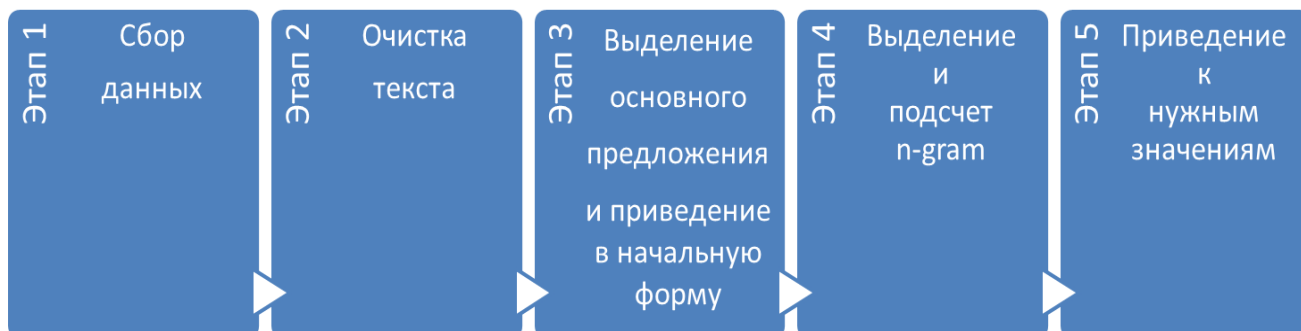 Этап 1
Сбор
данных
Этап 2
Очистка
текста
Этап 3
Выделение
основного
предложения
и приведение
в начальную
форму
Этап 4
Выделение
и
подсчет
n-gram
Этап 5
Приведение
к
нужным
значениям